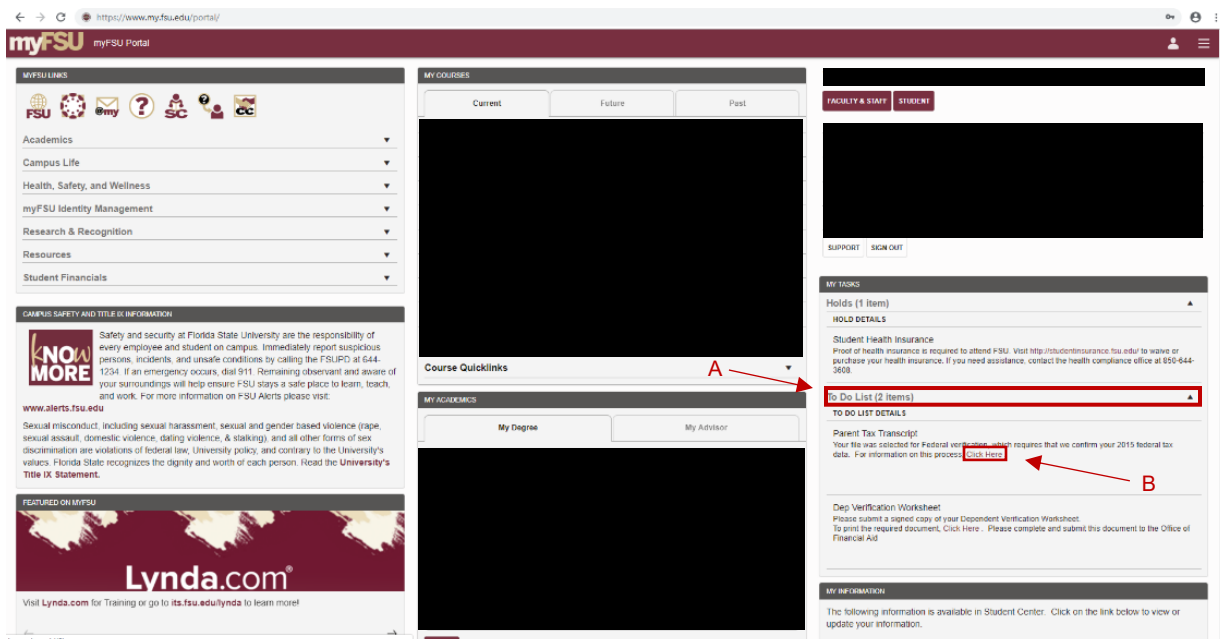 https://www.my.fsu.edu/portal/
myFSU myFSU Portal
MYFSU LINKS
FSU @my ? SC ? CC
Academics
Campus Life
Health, Safety, and Wellness
myFSU Identity Management
Research & Recognition
Resources
Student Financials
CAMPUS SAFETY AND TITLE IX INFORMATION
kNOW
MORE
Safety and security at Florida State University are the responsibility of
every employee and student on campus. Immediately report suspicious
persons, incidents, and unsafe conditions by calling the FSUPD at 644-
1234. If an emergency occurs, dial 911. Remaining observant and aware of
your surroundings will help ensure FSU stays a safe place to learn, teach,
and work. For more information on FSU Alerts please visit:
www.alerts.fsu.edu
Sexual misconduct, including sexual harassment, sexual and gender based violence (rape,
sexual assault, domestic violence, dating violence, & stalking), and all other forms of sex
discrimination are violations of federal law, University policy, and contrary to the University's
values. Florida State recognizes the dignity and worth of each person. Read the University's
Title IX Statement.
FEATURED ON MYFSU
Lynda.com®
Visit Lynda.com for Training or go to its.fsu.edu/lynda to learn more!
MY COURSES
Current Future Past
Course Quicklinks
MY ACADEMICS
My Degree My Advisor
FACULTY & STAFF STUDENT
SUPPORT SIGN OUT
MY TASKS
Holds (1 item)
HOLD DETAILS
Student Health Insurance
Proof of health insurance is required to attend FSU. Visit http://studentinsurance.fsu.edu/ to waive or
purchase your health insurance. If you need assistance, contact the health compliance office at 850-644-
3608.
A
To Do List (2 items)
TO DO LIST DETAILS
Parent Tax Transcript
Your file was selected for Federal verification, which requires that we confirm your 2015 federal tax
data. For information on this process Click Here
B
Dep Verification Worksheet
Please submit a signed copy of your Dependent Verification Worksheet.
To print the required document, Click Here . Please complete and submit this document to the Office of
Financial Aid
MY INFORMATION
The following information is available in Student Center. Click on the link below to view or
update your information.